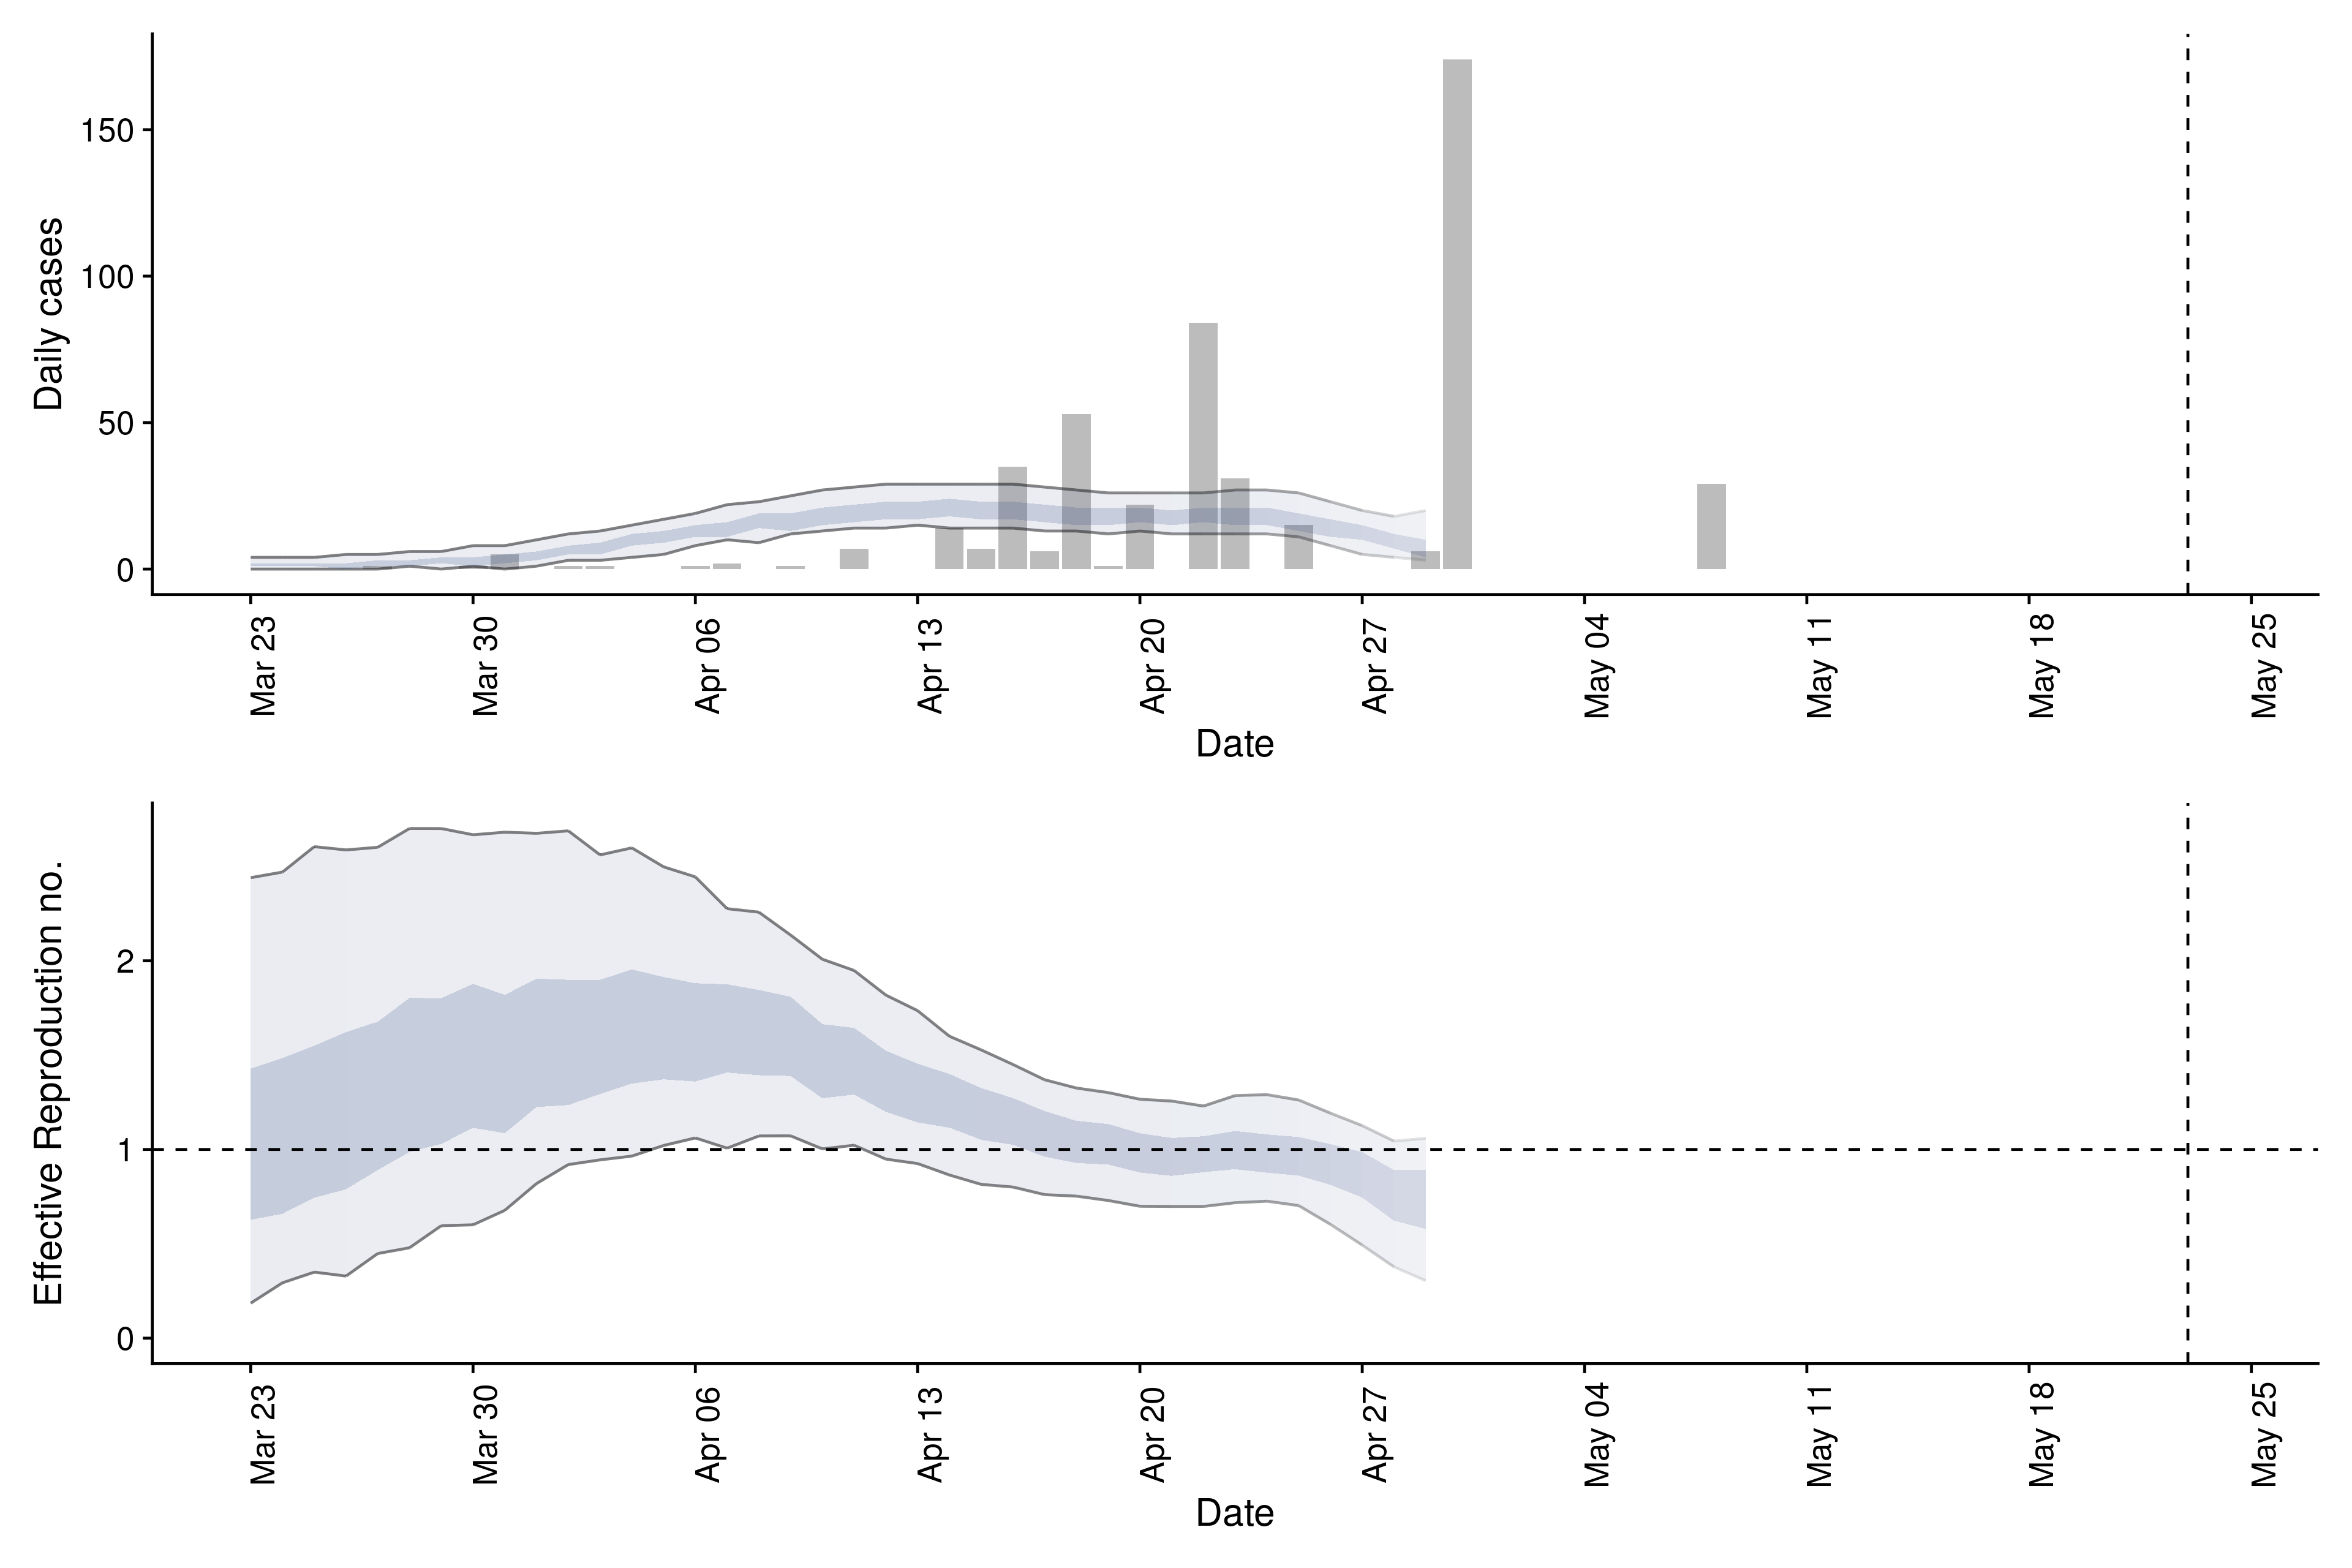 Daily cases
150
100
50
0
Mar 23
Mar 30
Apr 06
Apr 13
Apr 20
Apr 27
May 04
May 11
May 18
May 25
Date
Effective Reproduction no.
2
1
0
Mar 23
Mar 30
Apr 06
Apr 13
Apr 20
Apr 27
May 04
May 11
May 18
May 25
Date